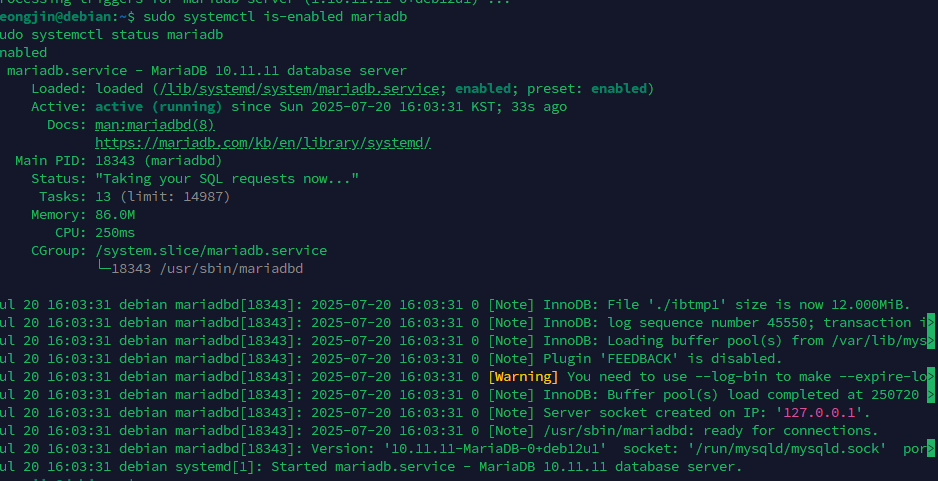 rocessing triggers for mariadb-server (1:10.11.11-0+deb12u1) ...
eongjin@debian:~$ sudo systemctl is-enabled mariadb
udo systemctl status mariadb
nabled
mariadb.service - MariaDB 10.11.11 database server
Loaded: loaded (/lib/systemd/system/mariadb.service; enabled; preset: enabled)
Active: active (running) since Sun 2025-07-20 16:03:31 KST; 33s ago
Docs: man:mariadbd(8)
https://mariadb.com/kb/en/library/systemd/
Main PID: 18343 (mariadbd)
Status: "Taking your SQL requests now..."
Tasks: 13 (limit: 14987)
Memory: 86.0M
CPU: 250ms
CGroup: /system.slice/mariadb.service
└─18343 /usr/sbin/mariadbd
ul 20 16:03:31 debian mariadbd[18343]: 2025-07-20 16:03:31 0 [Note] InnoDB: File './ibtmp1' size is now 12.000MiB.
ul 20 16:03:31 debian mariadbd[18343]: 2025-07-20 16:03:31 0 [Note] InnoDB: log sequence number 45550; transaction i>
ul 20 16:03:31 debian mariadbd[18343]: 2025-07-20 16:03:31 0 [Note] InnoDB: Loading buffer pool(s) from /var/lib/mys>
ul 20 16:03:31 debian mariadbd[18343]: 2025-07-20 16:03:31 0 [Note] Plugin 'FEEDBACK' is disabled.
ul 20 16:03:31 debian mariadbd[18343]: 2025-07-20 16:03:31 0 [Warning] You need to use --log-bin to make --expire-lo>
ul 20 16:03:31 debian mariadbd[18343]: 2025-07-20 16:03:31 0 [Note] InnoDB: Buffer pool(s) load completed at 250720 >
ul 20 16:03:31 debian mariadbd[18343]: 2025-07-20 16:03:31 0 [Note] Server socket created on IP: '127.0.0.1'.
ul 20 16:03:31 debian mariadbd[18343]: 2025-07-20 16:03:31 0 [Note] /usr/sbin/mariadbd: ready for connections.
ul 20 16:03:31 debian mariadbd[18343]: Version: '10.11.11-MariaDB-0+deb12u1'  socket: '/run/mysqld/mysqld.sock'  por>
ul 20 16:03:31 debian systemd[1]: Started mariadb.service - MariaDB 10.11.11 database server.